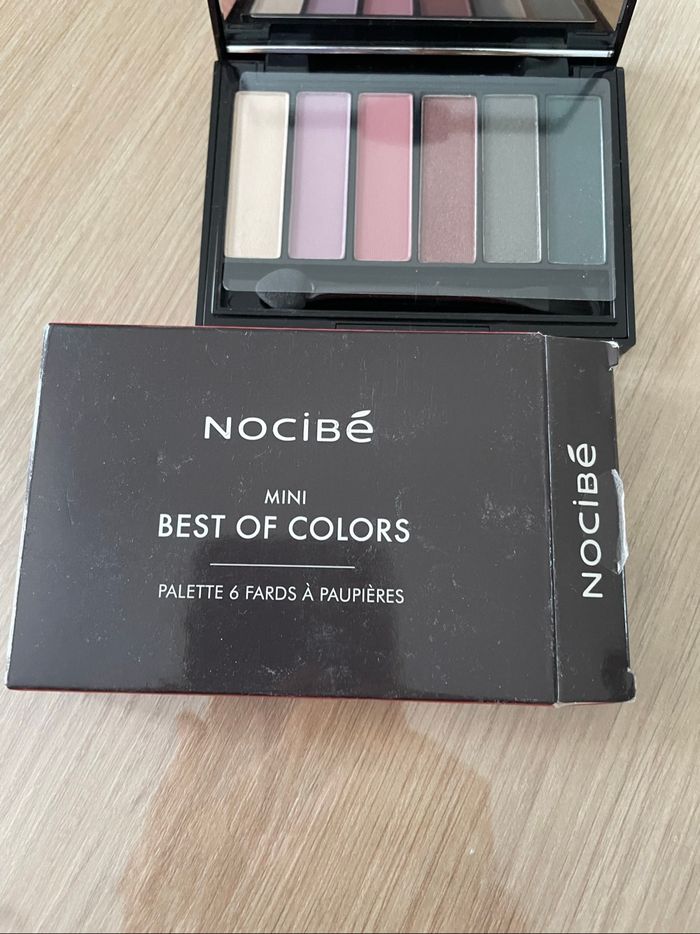 NOCiBé
MINI
BEST OF COLORS
PALETTE 6 FARDS À PAUPIÈRES
NOCiBé